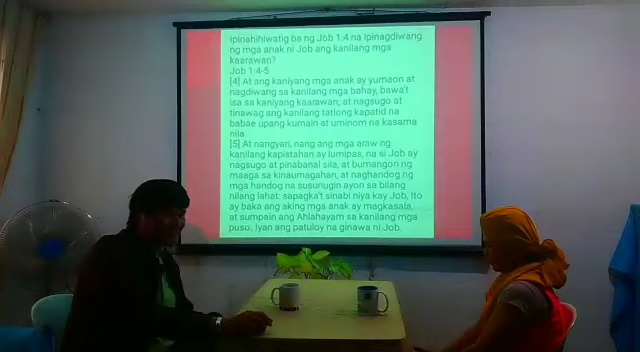 Ipinahihiwatig ba ng Job 1:4 na ipinagdiwang
ng mga anak ni Job ang kanilang mga
kaarawan?
Job 1:4-5
[4] At ang kaniyang mga anak ay yumaon at
nagdiwang sa kanilang mga bahay, bawa't
isa sa kaniyang kaarawan; at nagsugo at
tinawag ang kanilang tatlong kapatid na
babae upang kumain at uminom na kasama
nila.
[5] At nangyari, nang ang mga araw ng
kanilang kapistahan ay lumipas, na si Job ay
nagsugo at pinabanal sila, at bumangon ng
maaga sa kinaumagahan, at naghandog ng
mga handog na susunugin ayon sa bilang
nilang lahat: sapagka't sinabi niya kay Job, Ito
ay baka ang aking mga anak ay magkasala,
at sumpain ang Ahlahayam sa kanilang mga
puso. Iyan ang patuloy na ginawa ni Job.